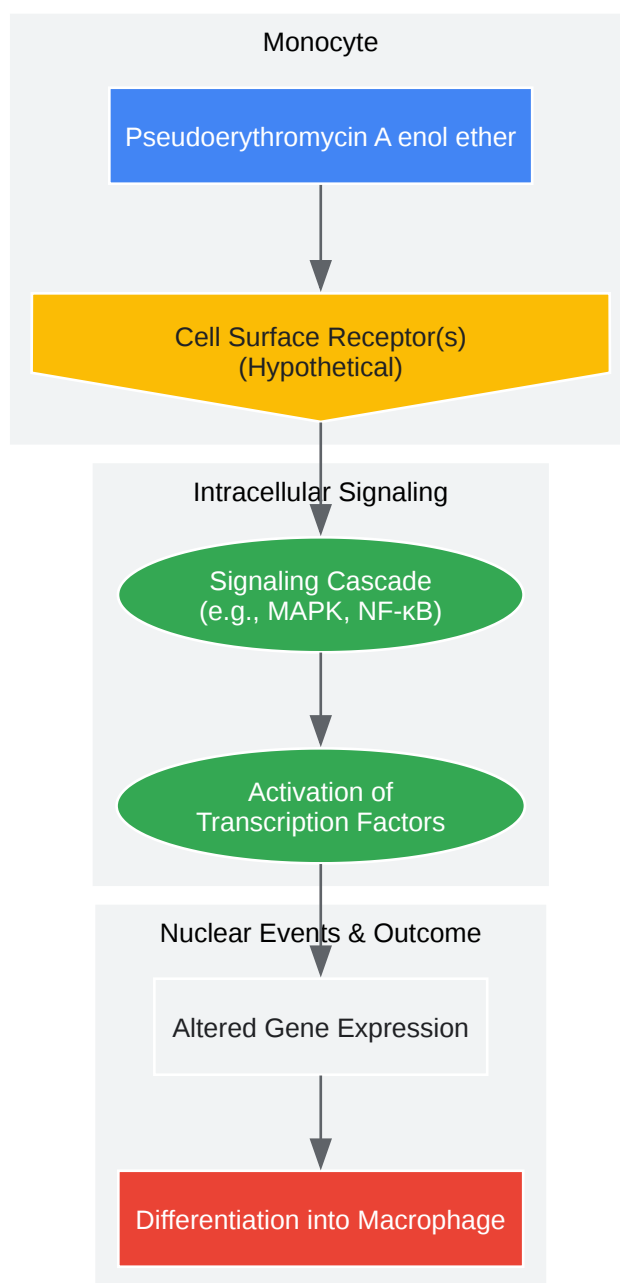 Monocyte
Pseudoerythromycin A enol ether
Cell Surface Receptor(s)
(Hypothetical)
Intracellular Signaling
Signaling Cascade
(e.g., MAPK, NF-κB)
Activation of
Transcription Factors
Nuclear Events & Outcome
Altered Gene Expression
Differentiation into Macrophage